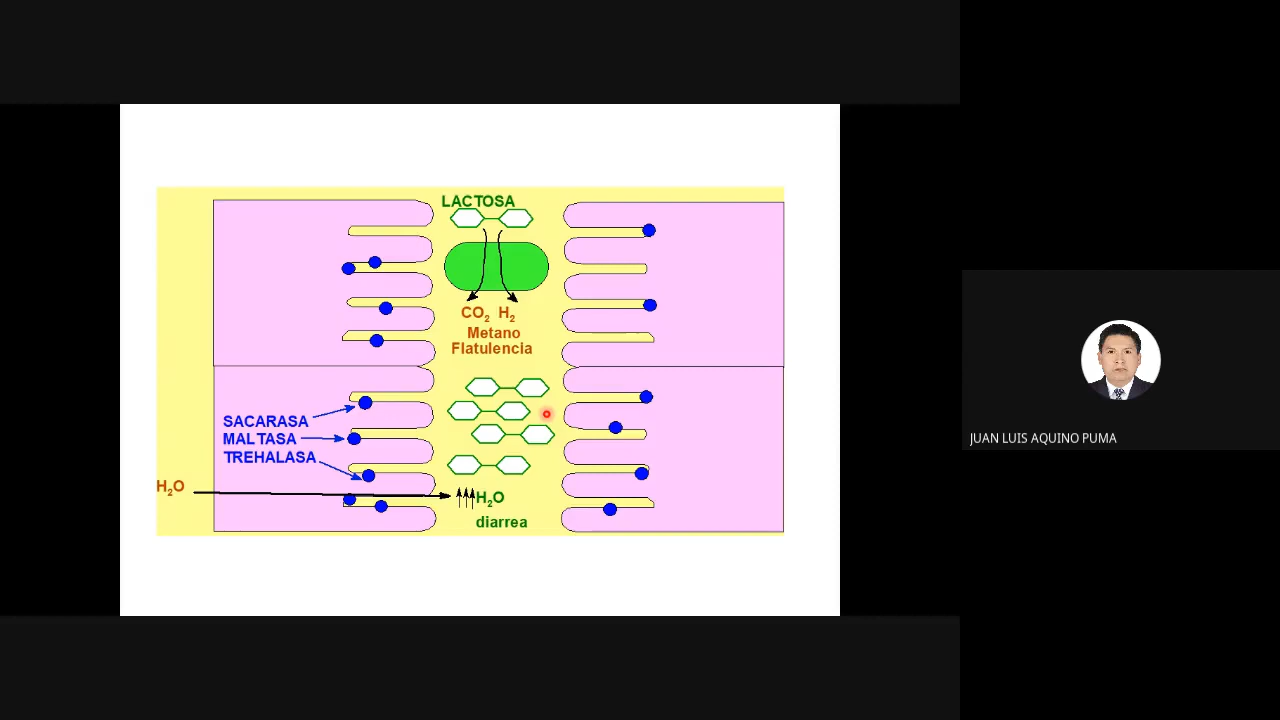 LACTOSA
CO₂ H₂
Metano
Flatulencia
SACARASA
MALTASA
TREHALASA
H₂O
H₂O
diarrea
JUAN LUIS AQUINO PUMA